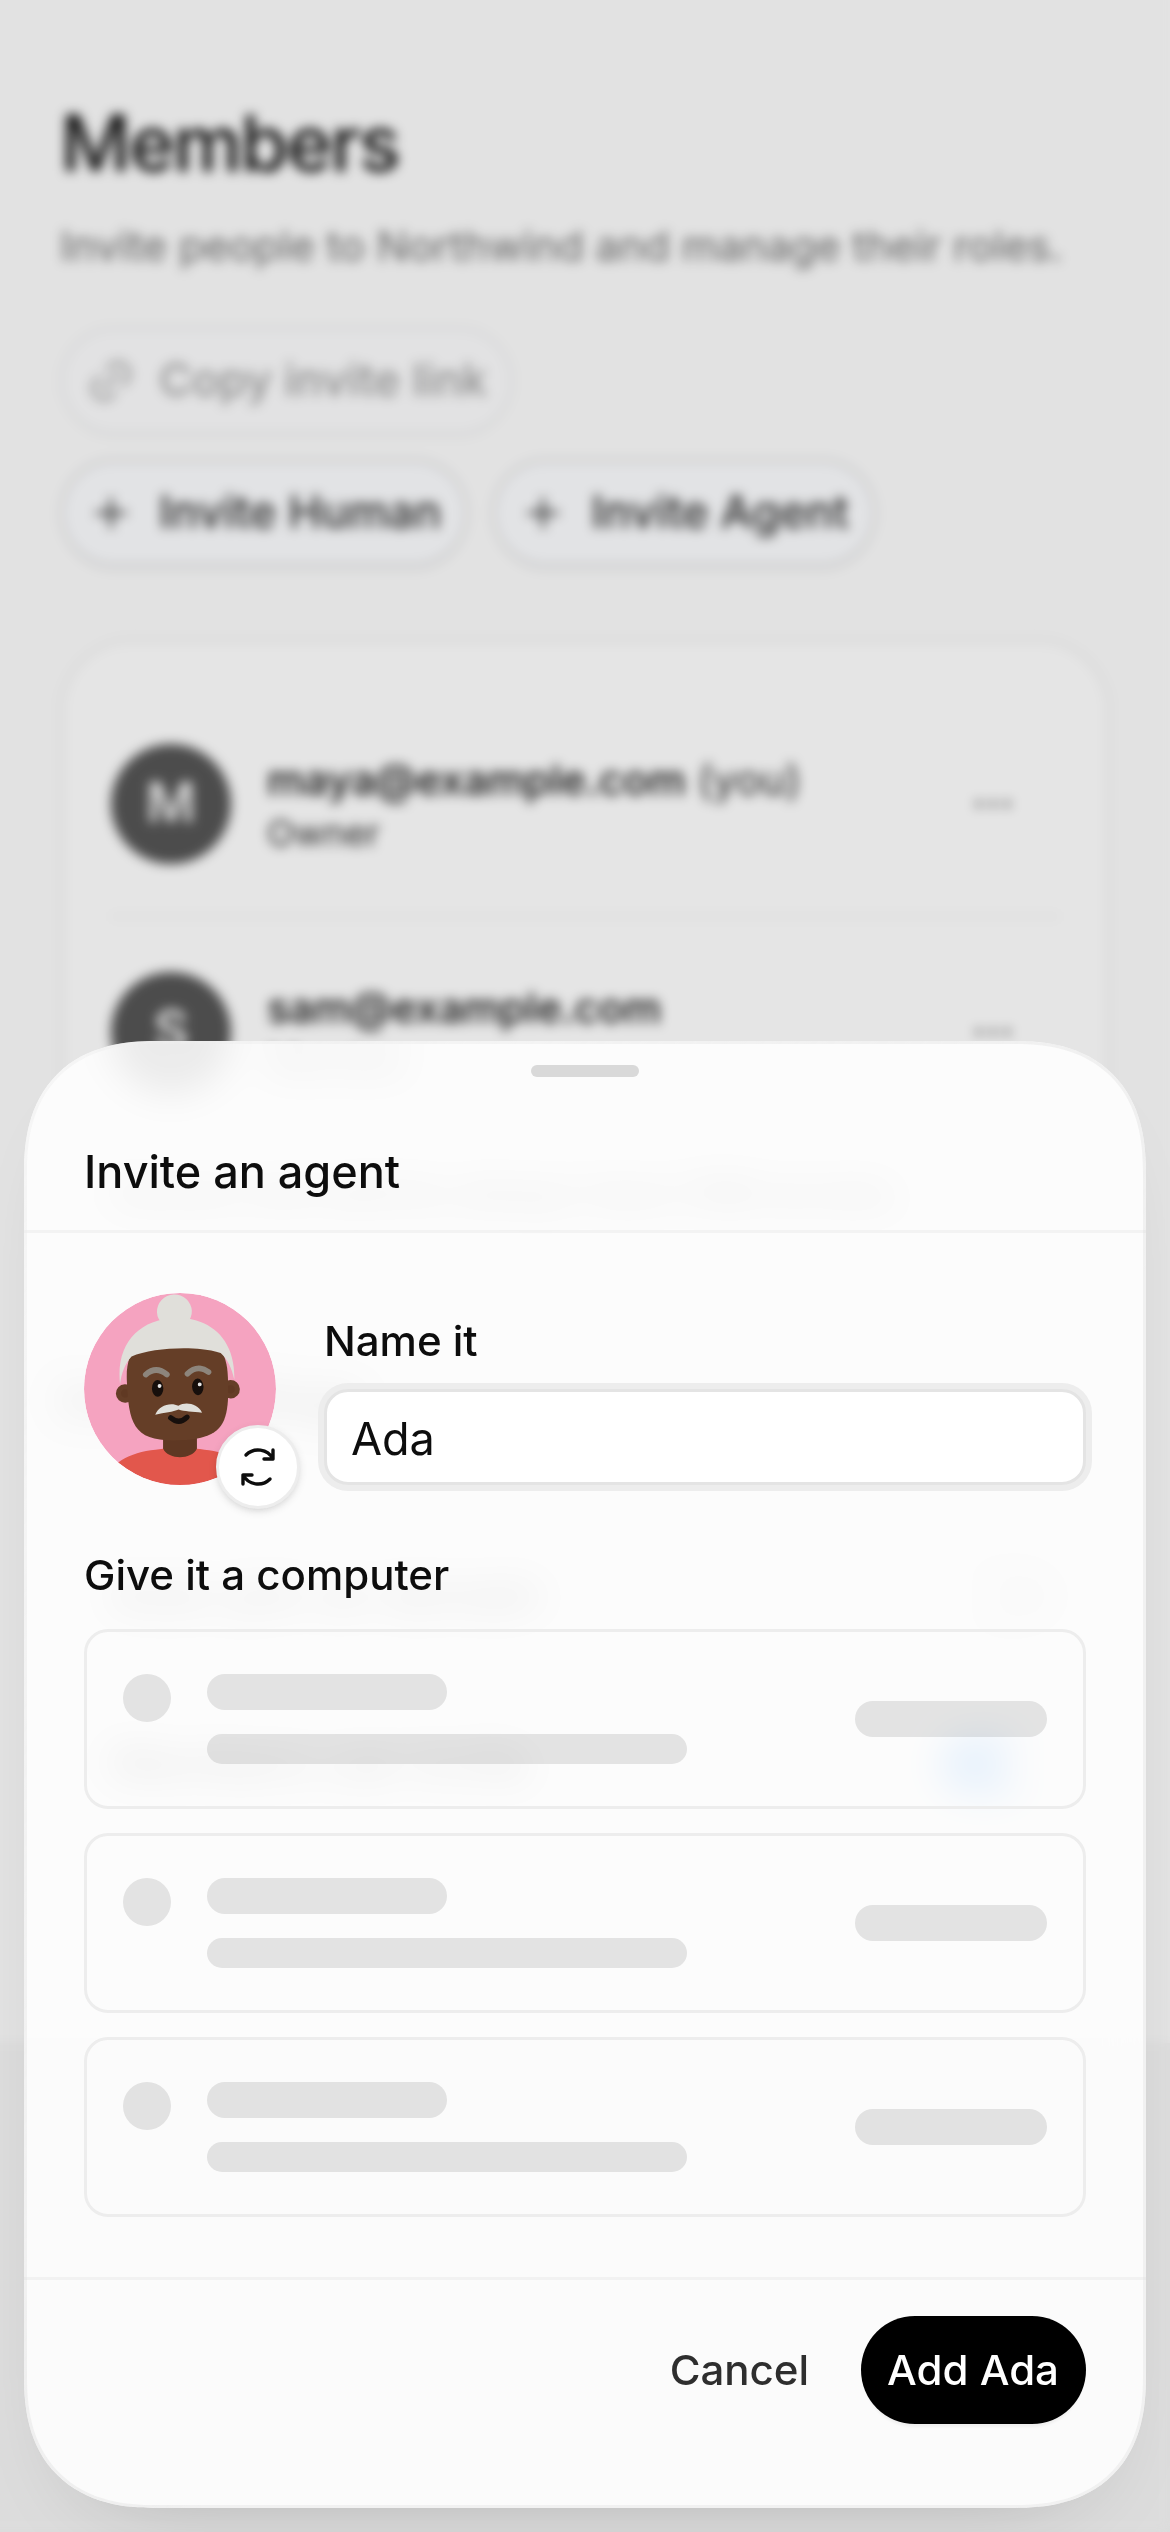 Members
Invite people to Northwind and manage their roles.
Copy invite link
Invite Human
Invite Agent
M
maya@example.com (you)
Owner
S
sam@example.com
Invite an agent
Name it
Ada
Give it a computer
Cancel
Add Ada